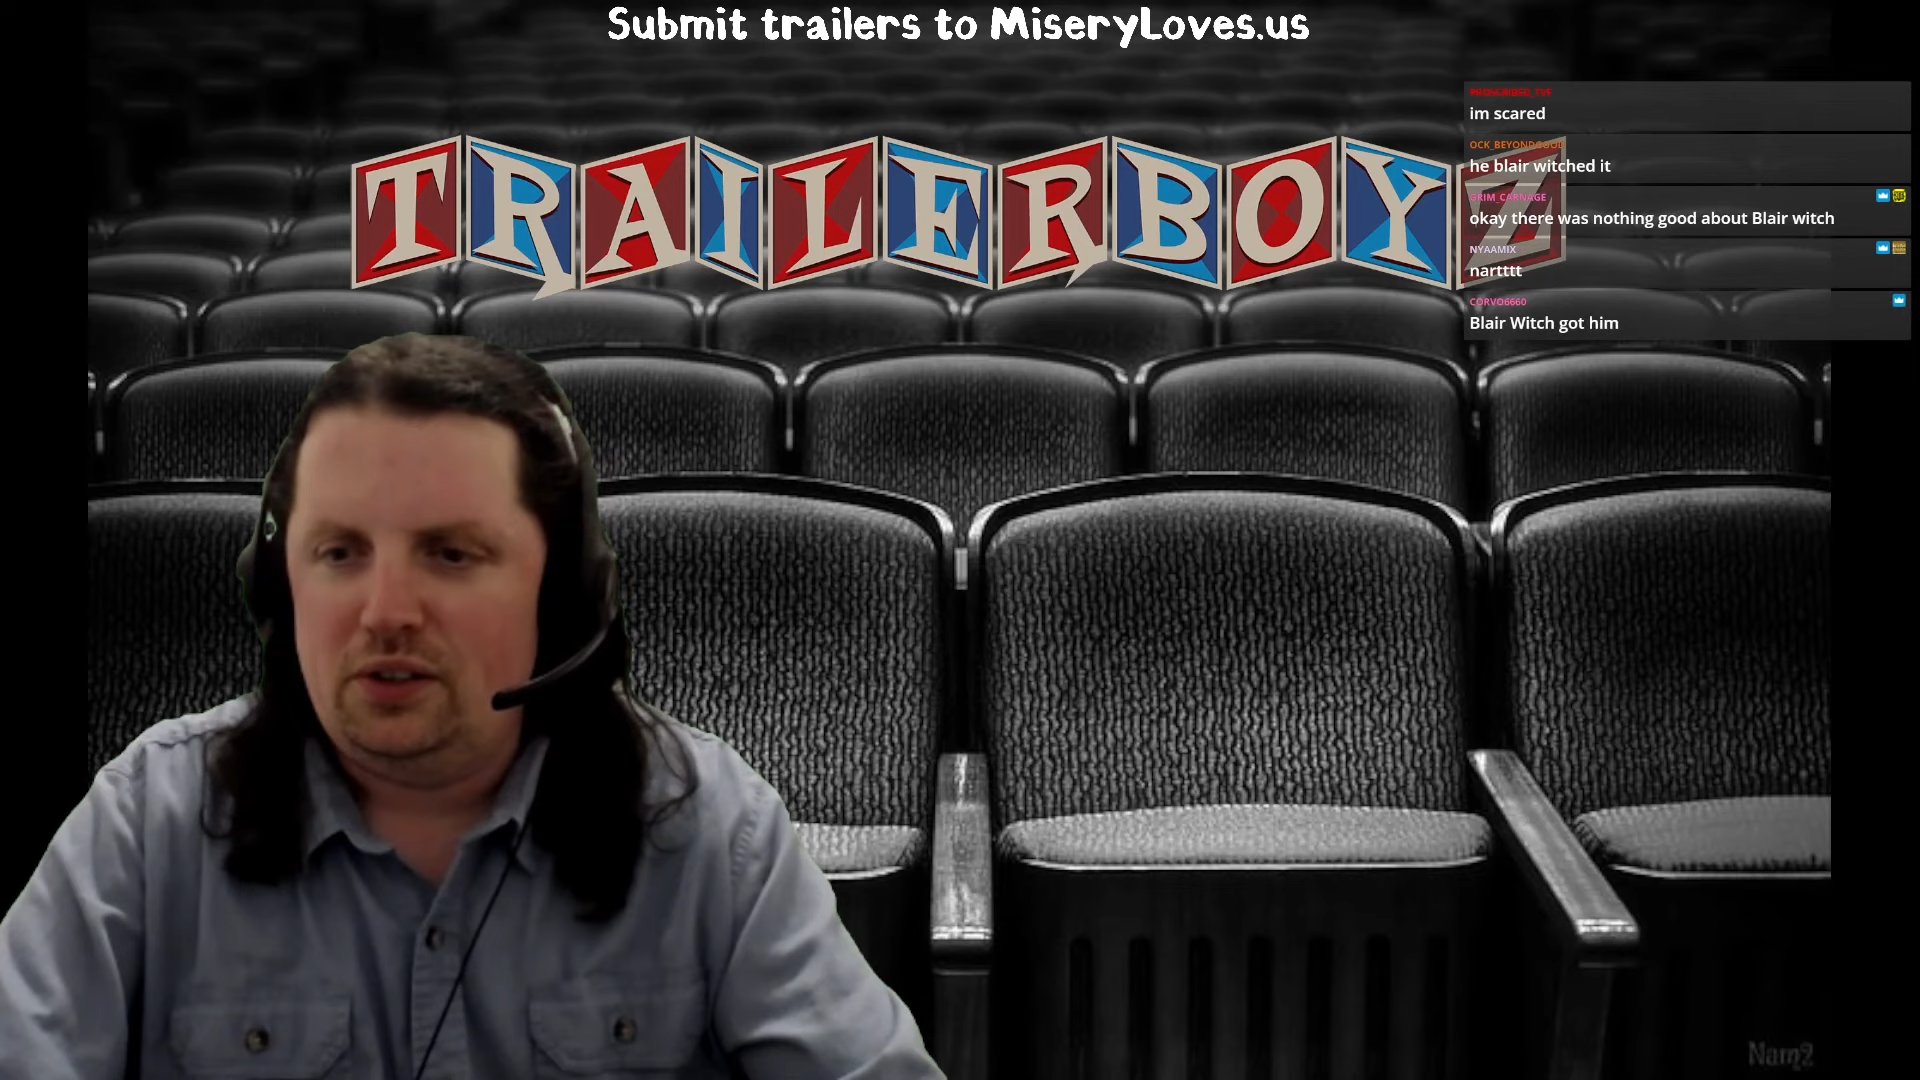 Submit trailers to MiseryLoves.us
TRAILERBOYZ
im scared
he blair witched it
GRIM_CARNAGE
okay there was nothing good about Blair witch
NYAAMIX
nartttt
CORVO6660
Blair Witch got him
Nam2